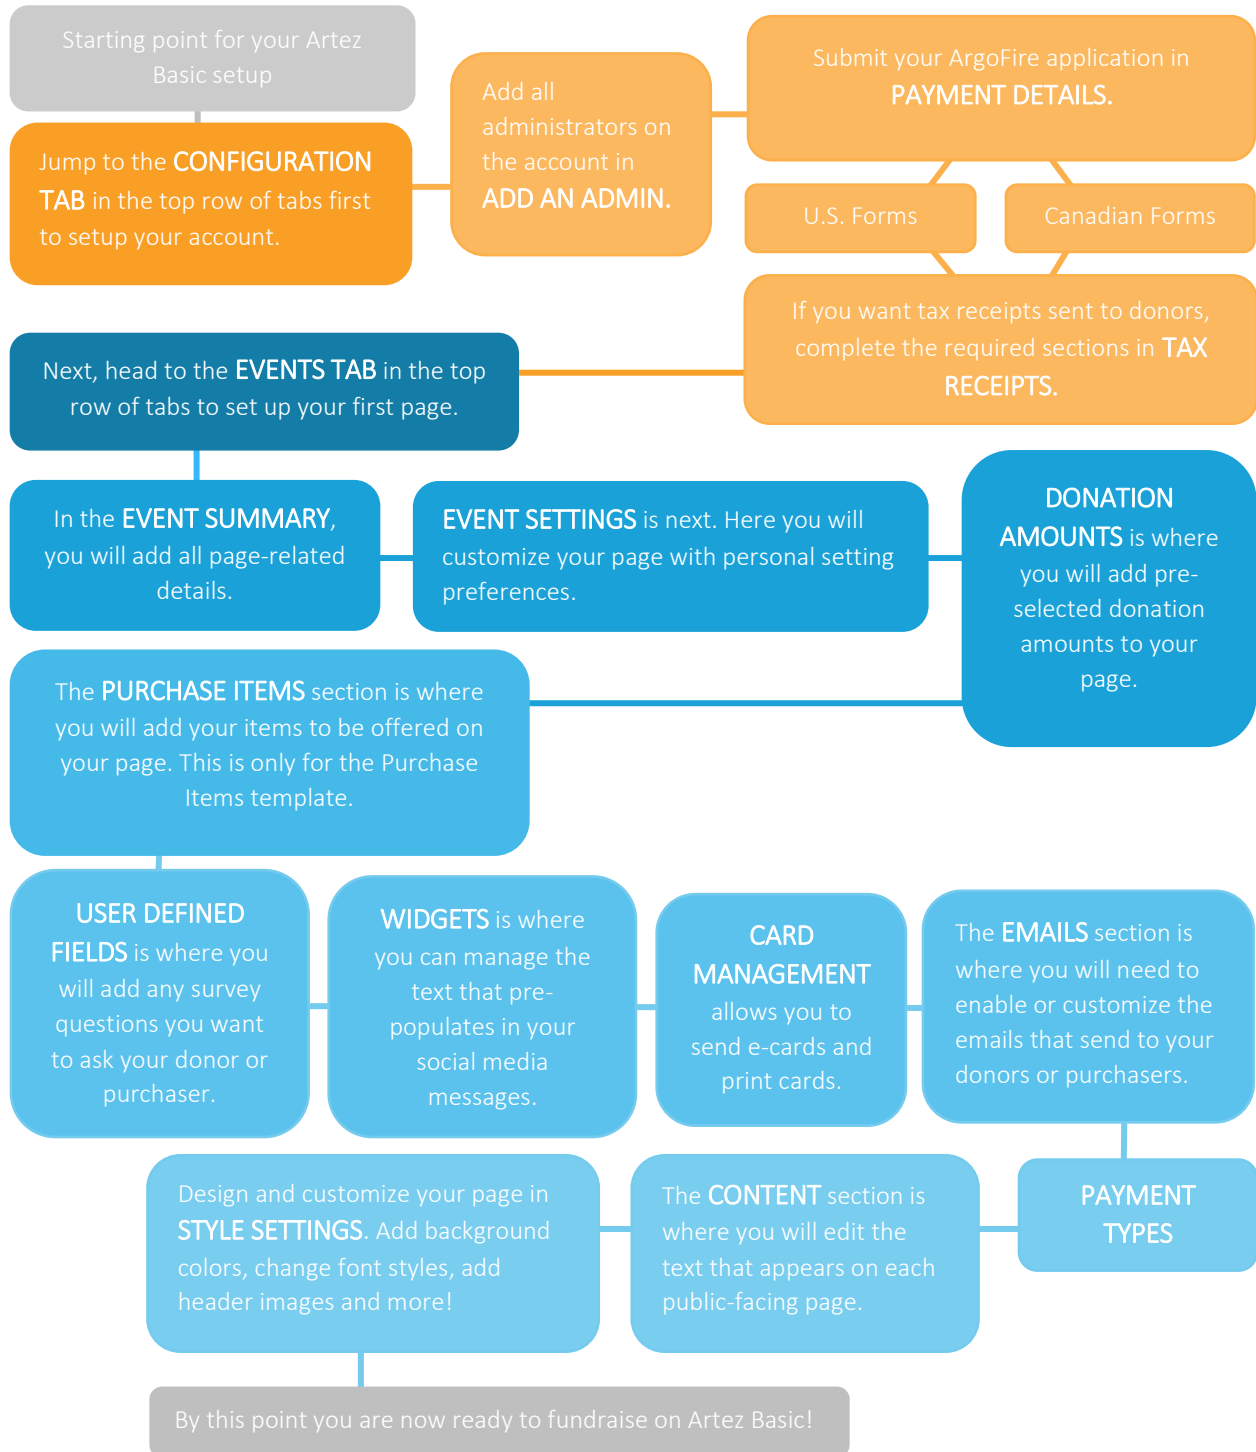 Starting point for your Artez
Basic setup
Jump to the CONFIGURATION
TAB in the top row of tabs first
to setup your account.
Add all
administrators on
the account in
ADD AN ADMIN.
Submit your ArgoFire application in
PAYMENT DETAILS.
U.S. Forms
Canadian Forms
If you want tax receipts sent to donors,
complete the required sections in TAX
RECEIPTS.
Next, head to the EVENTS TAB in the top
row of tabs to set up your first page.
In the EVENT SUMMARY,
you will add all page-related
details.
EVENT SETTINGS is next. Here you will
customize your page with personal setting
preferences.
DONATION
AMOUNTS is where
you will add pre-
selected donation
amounts to your
page.
The PURCHASE ITEMS section is where
you will add your items to be offered on
your page. This is only for the Purchase
Items template.
USER DEFINED
FIELDS is where you
will add any survey
questions you want
to ask your donor or
purchaser.
WIDGETS is where
you can manage the
text that pre-
populates in your
social media
messages.
CARD
MANAGEMENT
allows you to
send e-cards and
print cards.
The EMAILS section is
where you will need to
enable or customize the
emails that send to your
donors or purchasers.
PAYMENT
TYPES
The CONTENT section is
where you will edit the
text that appears on each
public-facing page.
Design and customize your page in
STYLE SETTINGS. Add background
colors, change font styles, add
header images and more!
By this point you are now ready to fundraise on Artez Basic!